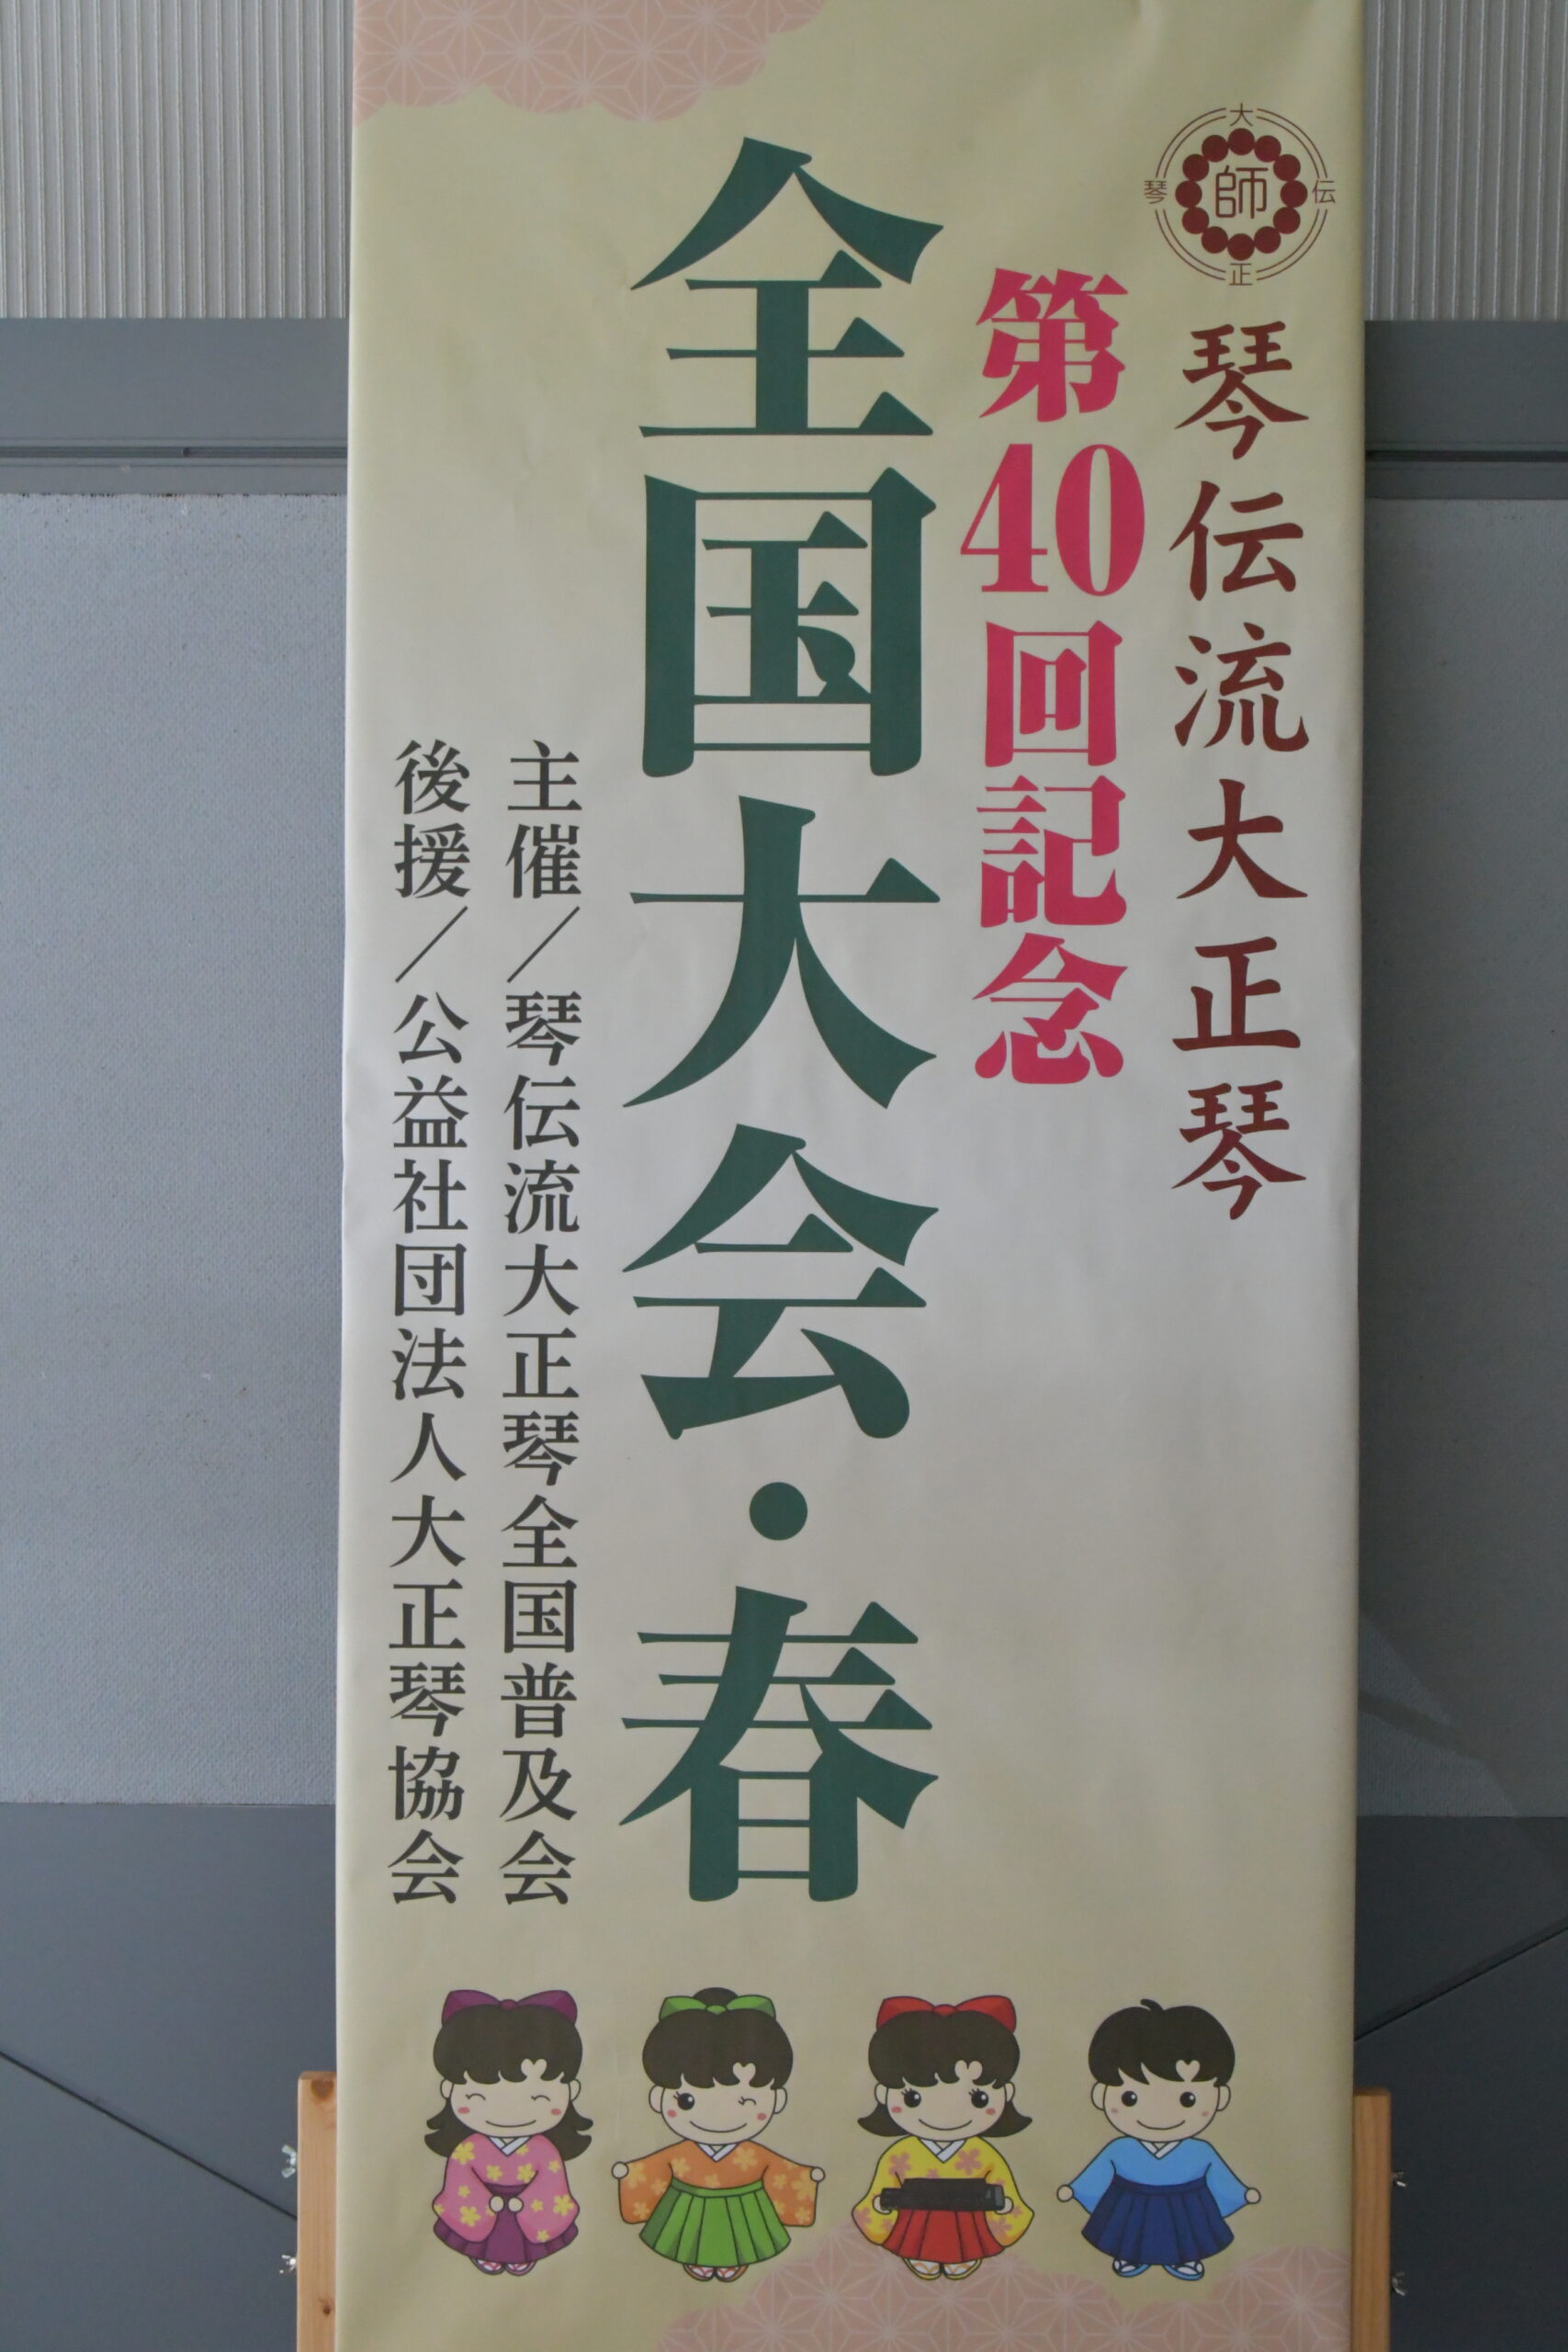 大
琴 師 伝
正
琴伝流大正琴
第40回記念
全国大会・春
主催／琴伝流大正琴全国普及会
後援／公益社団法人大正琴協会